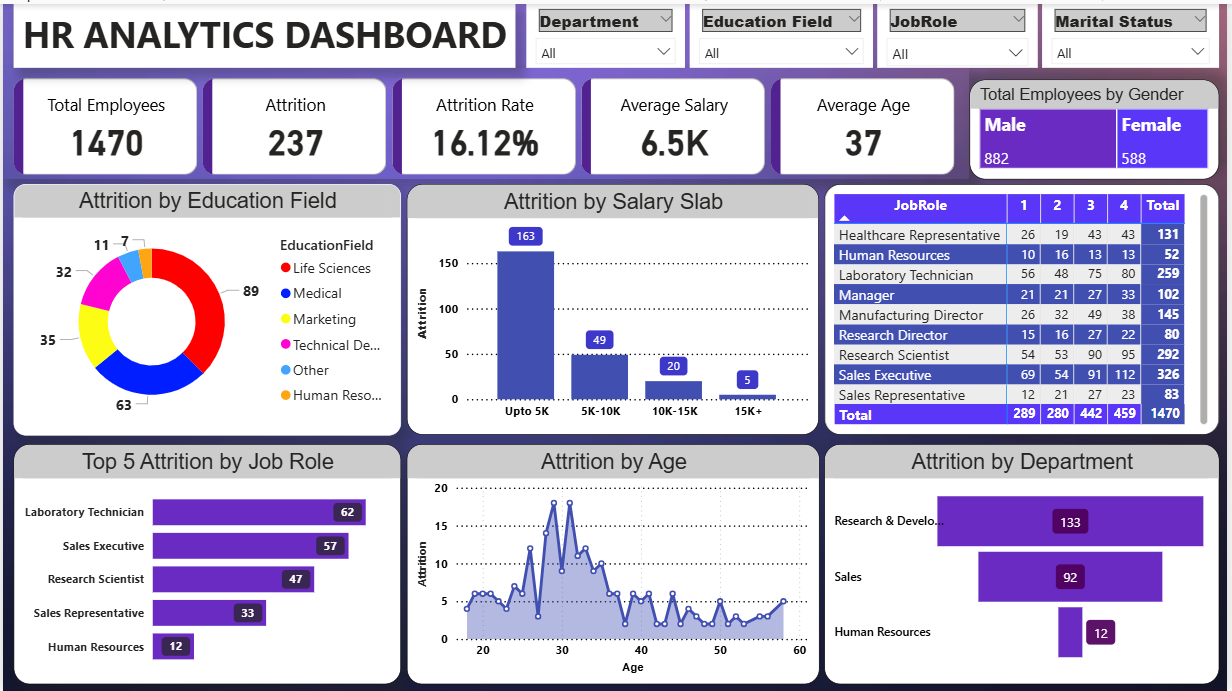 HR ANALYTICS DASHBOARD
Department
All
Education Field
All
JobRole
All
Marital Status
All
Total Employees
1470
Attrition
237
Attrition Rate
16.12%
Average Salary
6.5K
Average Age
37
Total Employees by Gender
Male
882
Female
588
Attrition by Education Field
89
63
35
32
11
7
EducationField
Life Sciences
Medical
Marketing
Technical De...
Other
Human Reso...
Attrition by Salary Slab
Attrition
150
100
50
0
163
49
20
5
Upto 5K 5K-10K 10K-15K 15K+
JobRole 1 2 3 4 Total
Healthcare Representative 26 19 43 43 131
Human Resources 10 16 13 13 52
Laboratory Technician 56 48 75 80 259
Manager 21 21 27 33 102
Manufacturing Director 26 32 49 38 145
Research Director 15 16 27 22 80
Research Scientist 54 53 90 95 292
Sales Executive 69 54 91 112 326
Sales Representative 12 21 27 23 83
Total 289 280 442 459 1470
Top 5 Attrition by Job Role
Laboratory Technician 62
Sales Executive 57
Research Scientist 47
Sales Representative 33
Human Resources 12
Attrition by Age
Attrition
20
15
10
5
0
20 30 40 50 60
Age
Attrition by Department
Research & Develo... 133
Sales 92
Human Resources 12